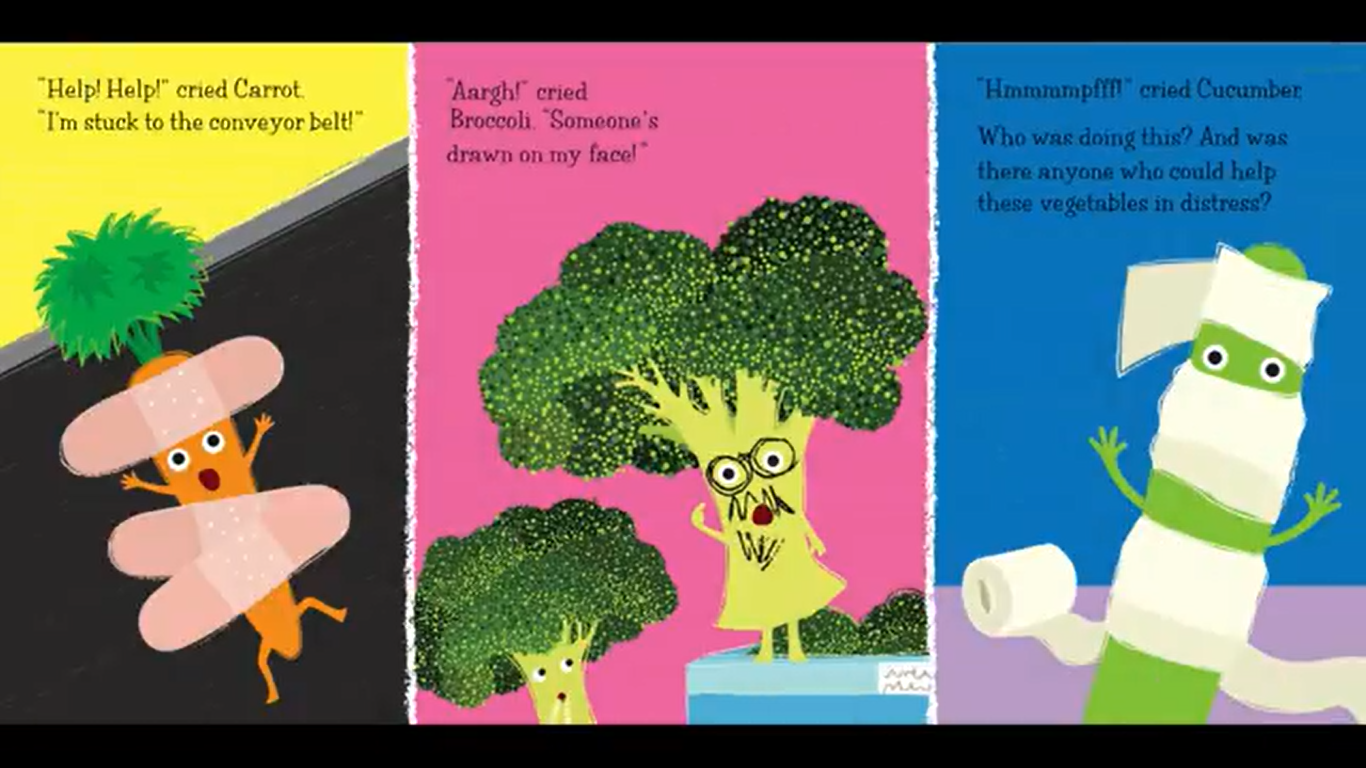 "Help! Help!" cried Carrot.
"I'm stuck to the conveyor belt!"
"Aargh!" cried
Broccoli. "Someone's
drawn on my face!"
"Hmmmmpfff!" cried Cucumber.
Who was doing this? And was
there anyone who could help
these vegetables in distress?